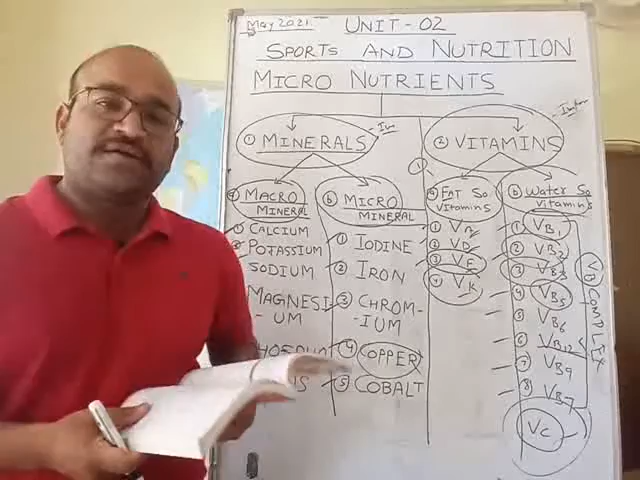 May 2021. UNIT-02
SPORTS AND NUTRITION
MICRO NUTRIENTS
① MINERALS
② VITAMINS
MACRO
MINERAL
① CALCIUM
② POTASSIUM
SODIUM
MAGNESI
-UM
US
ⓑ MICRO
MINERAL
① IODINE
② IRON
③ CHROM
-IUM
④ COPPER
⑤ COBALT
ⓐ FAT SO
VITAMINS
① VA
② VD
③ VE
④ VK
ⓑ WATER SO
Vitamins
① VB1
② VB2
③ VB3
④ VB5
⑤ VB6
⑥ VB12
⑦ VB9
⑧ VB7
VC
VB COMPLEX